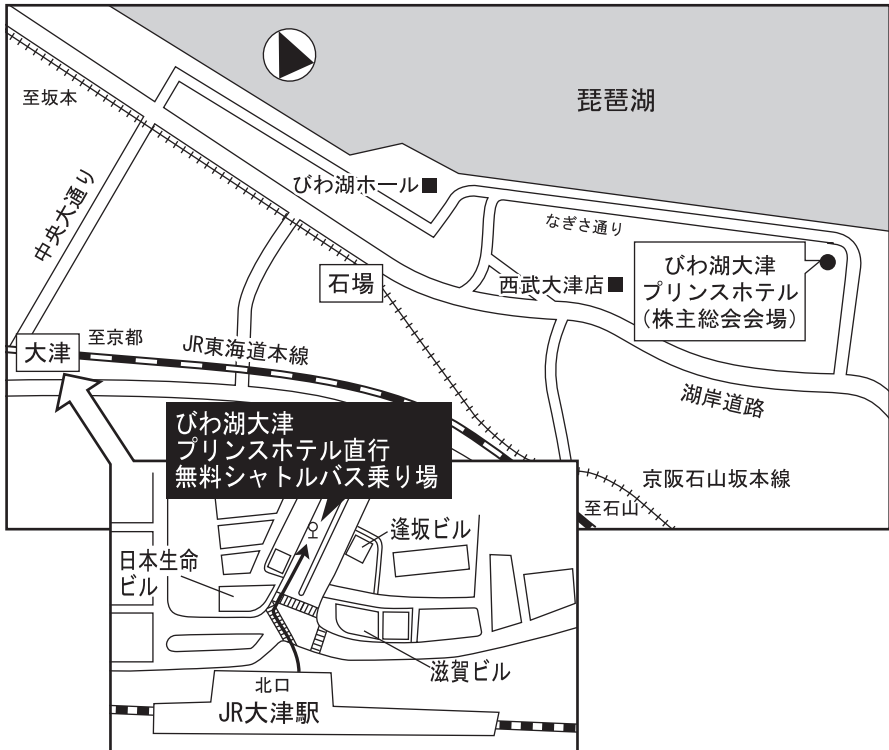 至坂本
琵琶湖
びわ湖ホール
中央大通り
なぎさ通り
石場
西武大津店
びわ湖大津
プリンスホテル
(株主総会会場)
大津
至京都
JR東海道本線
湖岸道路
びわ湖大津
プリンスホテル直行
無料シャトルバス乗り場
京阪石山坂本線
至石山
逢坂ビル
日本生命
ビル
滋賀ビル
北口
JR大津駅